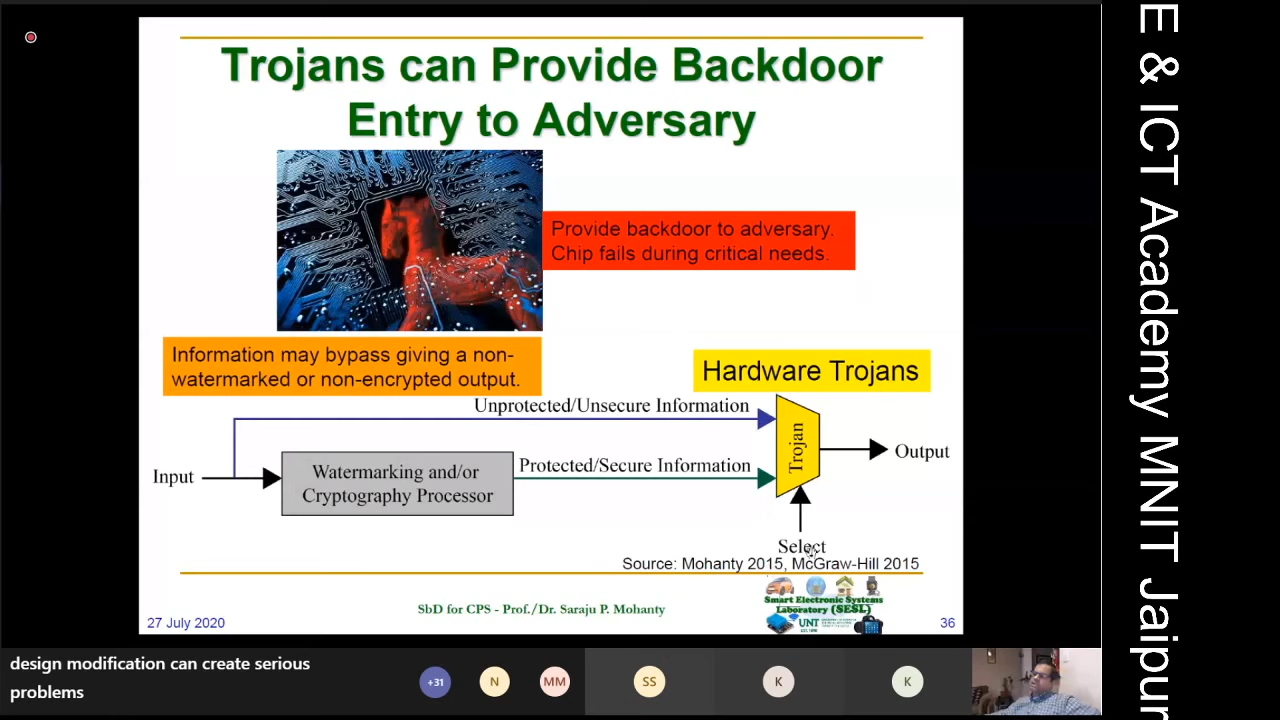 Trojans can Provide Backdoor
Entry to Adversary
Provide backdoor to adversary.
Chip fails during critical needs.
Information may bypass giving a non-
watermarked or non-encrypted output.
Hardware Trojans
Unprotected/Unsecure Information
Input
Watermarking and/or
Cryptography Processor
Protected/Secure Information
Trojan
Output
Select
Source: Mohanty 2015, McGraw-Hill 2015
Smart Electronic Systems
Laboratory (SESL)
UNT
SbD for CPS - Prof./Dr. Saraju P. Mohanty
27 July 2020
36
design modification can create serious
problems
+31
N
MM
SS
K
K
E & ICT Academy MNIT Jaipur